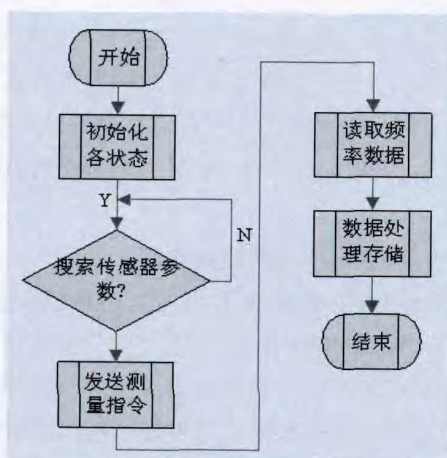 开始
初始化
各状态
Y
N
搜索传感器参
数?
发送测
量指令
读取频
率数据
数据处
理存储
结束